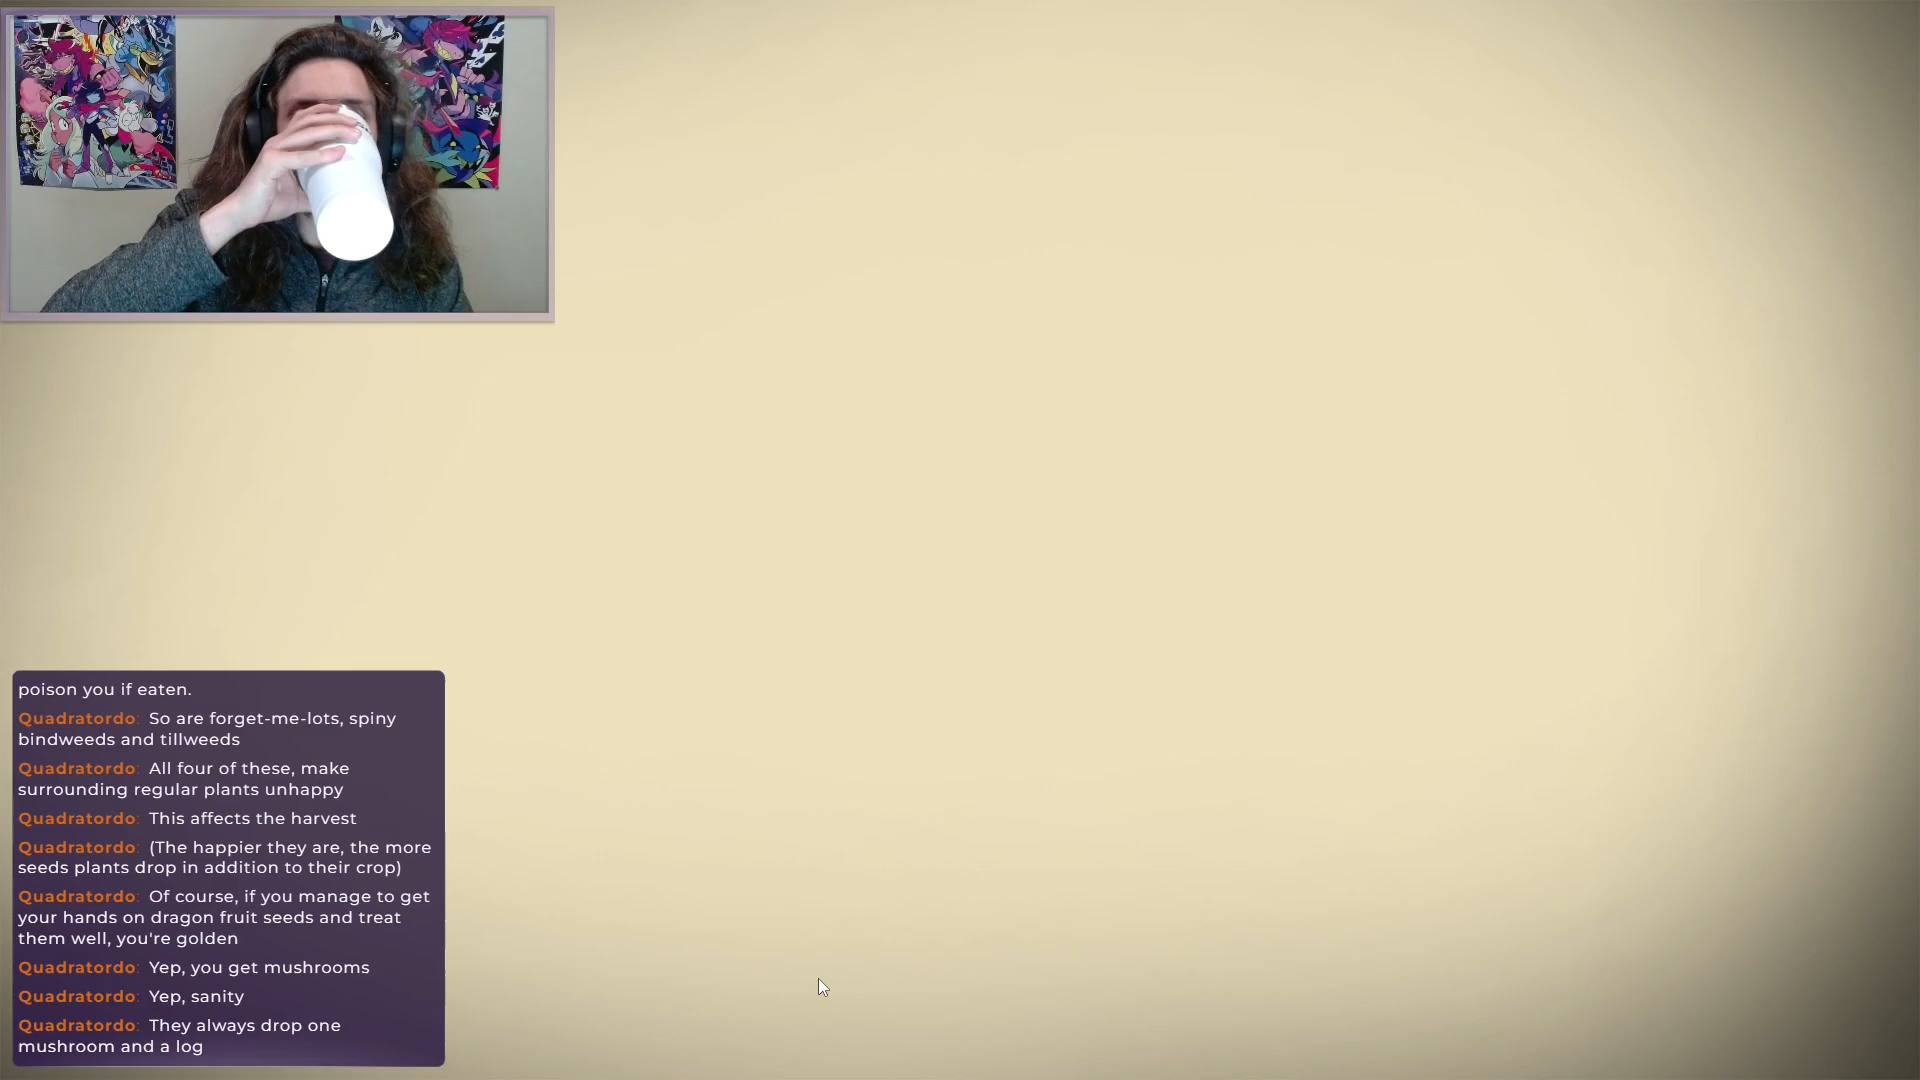 poison you if eaten.
Quadratordo: So are forget-me-lots, spiny
bindweeds and tillweeds
Quadratordo: All four of these, make
surrounding regular plants unhappy
Quadratordo: This affects the harvest
Quadratordo: (The happier they are, the more
seeds plants drop in addition to their crop)
Quadratordo: Of course, if you manage to get
your hands on dragon fruit seeds and treat
them well, you're golden
Quadratordo: Yep, you get mushrooms
Quadratordo: Yep, sanity
Quadratordo: They always drop one
mushroom and a log